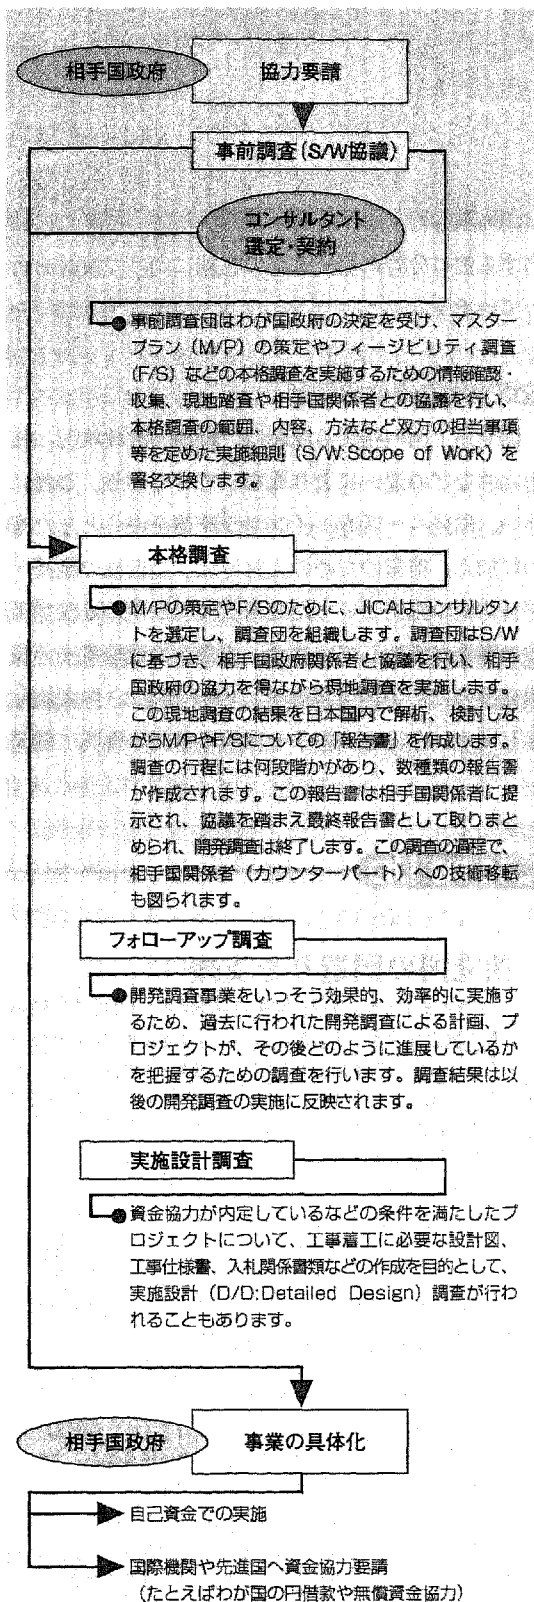 相手国政府
協力要請
事前調査(S/W協議)
コンサルタント
選定・契約
事前調査団はわが国政府の決定を受け、マスター
プラン(M/P)の策定やフィージビリティ調査
(F/S)などの本格調査を実施するための情報確認・
収集、現地踏査や相手国関係者との協議を行い、
本格調査の範囲、内容、方法など双方の担当事項
等を定めた実施細則(S/W:Scope of Work)を
署名交換します。
本格調査
M/Pの策定やF/Sのために、JICAはコンサルタン
トを選定し、調査団を組織します。調査団はS/W
に基づき、相手国政府関係者と協議を行い、相手
国政府の協力を得ながら現地調査を実施します。
この現地調査の結果を日本国内で解析、検討しな
がらM/PやF/Sについての「報告書」を作成します。
調査の行程には何段階かがあり、数種類の報告書
が作成されます。この報告書は相手国関係者に提
示され、協議を踏まえ最終報告書として取りまと
められ、開発調査は終了します。この調査の過程で、
相手国関係者(カウンターパート)への技術移転
も図られます。
フォローアップ調査
開発調査事業をいっそう効果的、効率的に実施す
るため、過去に行われた開発調査による計画、プ
ロジェクトが、その後どのように進展しているか
を把握するための調査を行います。調査結果は以
後の開発調査の実施に反映されます。
実施設計調査
資金協力が内定しているなどの条件を満たしたプ
ロジェクトについて、工事着工に必要な設計図、
工事仕様書、入札関係書類などの作成を目的として、
実施設計(D/D:Detailed Design)調査が行わ
れることもあります。
相手国政府
事業の具体化
自己資金での実施
国際機関や先進国へ資金協力要請
(たとえばわが国の円借款や無償資金協力)